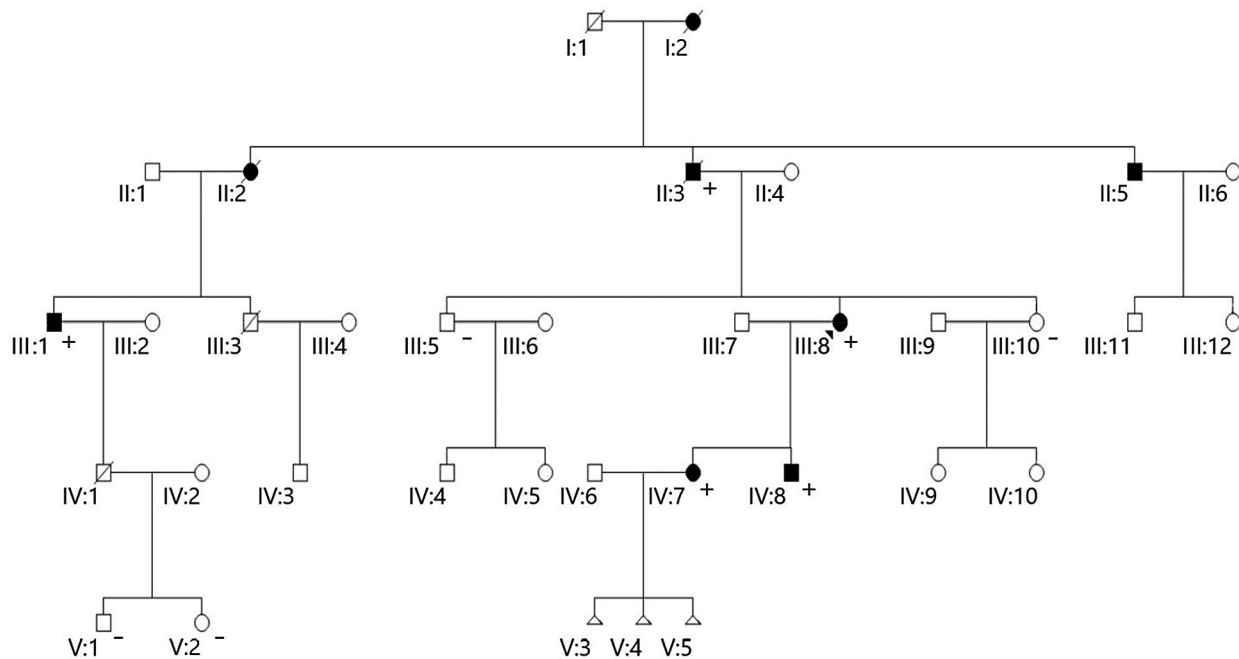 I:1 I:2
II:1 II:2 II:3 + II:4 II:5 II:6
III:1 + III:2 III:3 III:4 III:5 - III:6 III:7 III:8 + III:9 III:10 - III:11 III:12
IV:1 IV:2 IV:3 IV:4 IV:5 IV:6 IV:7 + IV:8 + IV:9 IV:10
V:1 - V:2 - V:3 V:4 V:5